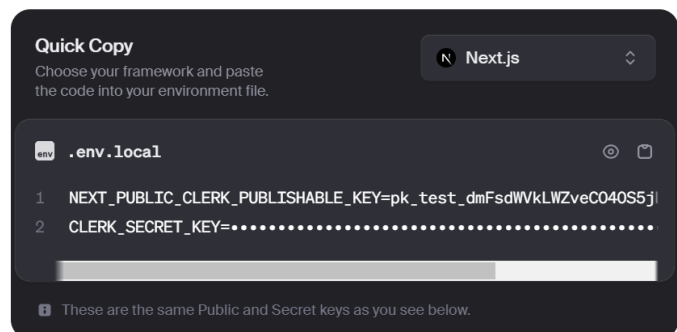 Quick Copy
Choose your framework and paste
the code into your environment file.
Next.js
env
.env.local
1 NEXT_PUBLIC_CLERK_PUBLISHABLE_KEY=pk_test_dmFsdWVkLWZveC04OS5j
2 CLERK_SECRET_KEY=••••••••••••••••••••••••••••••••••••••••••••
These are the same Public and Secret keys as you see below.